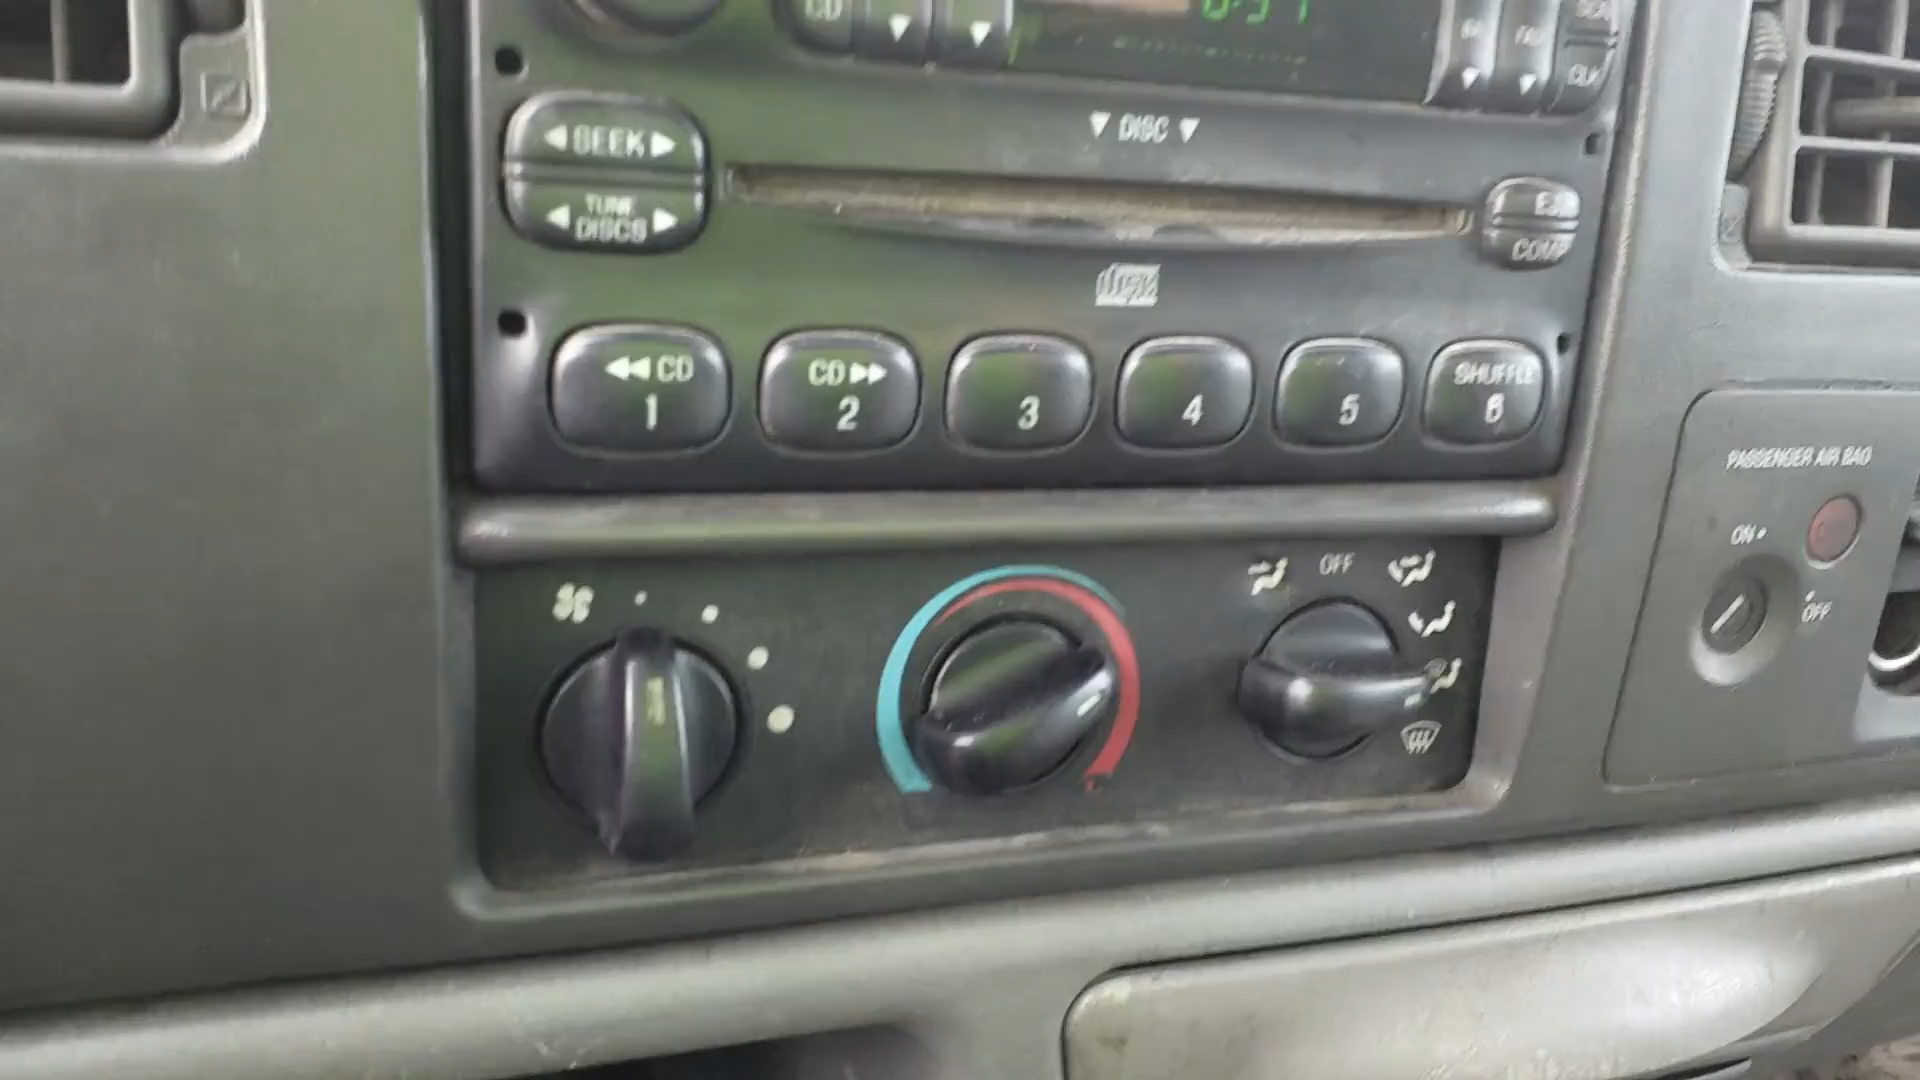 CD
CLK
▼ DISC ▼
◀ SEEK ▶
TUNE
◀ DISCS ▶
EJ
COMP
◀◀ CD
1
CD ▶▶
2
3
4
5
SHUFFLE
6
PASSENGER AIR BAG
ON
OFF
OFF